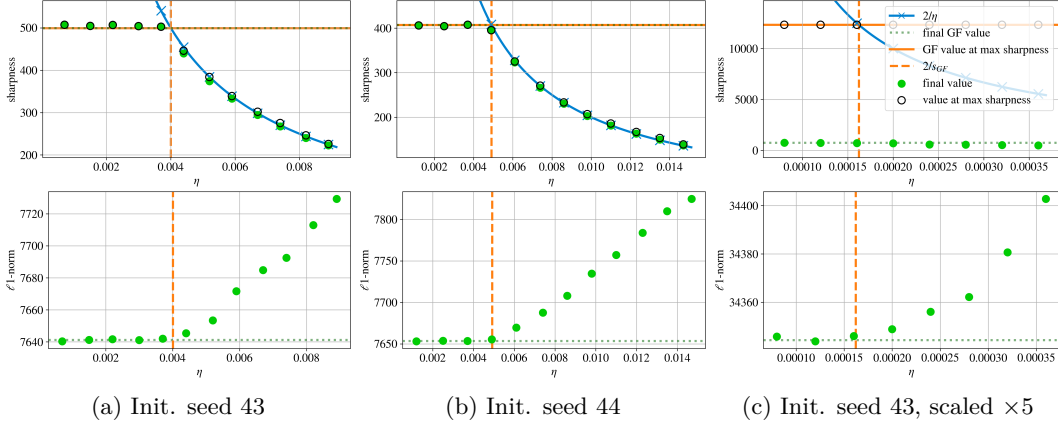 sharpness
500
400
300
200
0.002
0.004
0.006
0.008
η
sharpness
400
300
200
0.002
0.004
0.006
0.008
0.010
0.012
0.014
η
sharpness
10000
5000
0
0.00010
0.00015
0.00020
0.00025
0.00030
0.00035
η
2/η
final GF value
GF value at max sharpness
2/s_GF
final value
value at max sharpness
ℓ1-norm
7720
7700
7680
7660
7640
0.002
0.004
0.006
0.008
η
ℓ1-norm
7800
7750
7700
7650
0.002
0.004
0.006
0.008
0.010
0.012
0.014
η
ℓ1-norm
34400
34380
34360
0.00010
0.00015
0.00020
0.00025
0.00030
0.00035
η
(a) Init. seed 43
(b) Init. seed 44
(c) Init. seed 43, scaled ×5